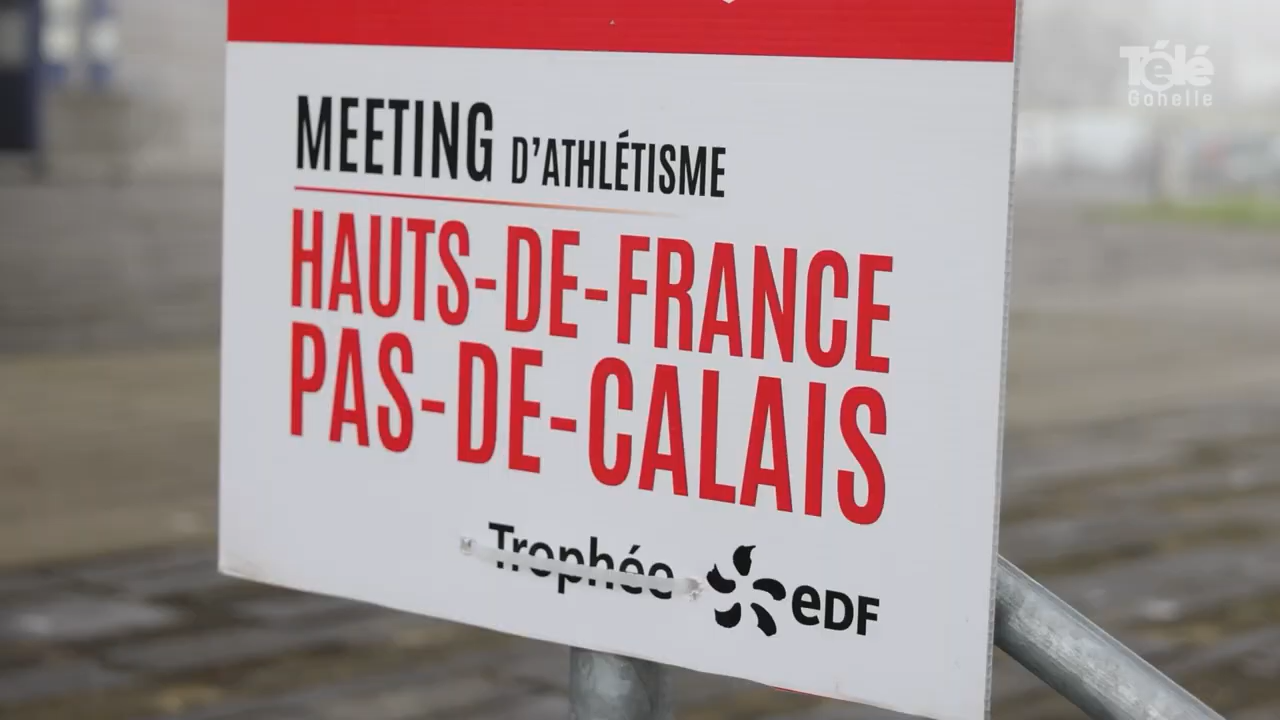 Télé
Gohelle
MEETING D'ATHLÉTISME
HAUTS-DE-FRANCE
PAS-DE-CALAIS
Trophée eDF